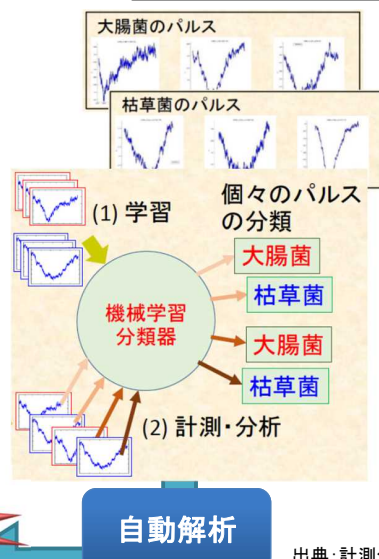 大腸菌のパルス
枯草菌のパルス
(1) 学習
個々のパルス
の分類
大腸菌
枯草菌
機械学習
分類器
大腸菌
枯草菌
(2) 計測・分析
自動解析
出典:計測